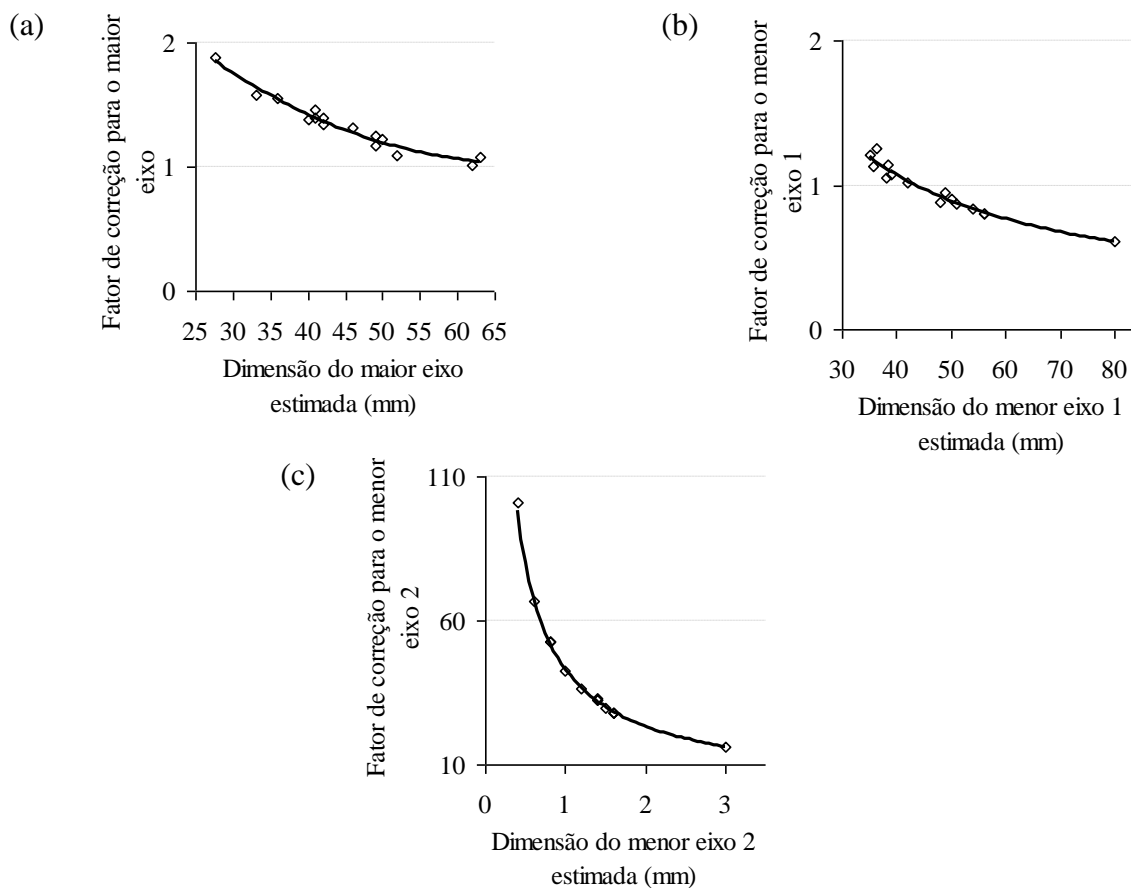 (a)
Fator de correção para o maior
eixo
2
1
0
25 30 35 40 45 50 55 60 65
Dimensão do maior eixo
estimada (mm)
(b)
Fator de correção para o menor
eixo 1
2
1
0
30 40 50 60 70 80
Dimensão do menor eixo 1
estimada (mm)
(c)
Fator de correção para o menor
eixo 2
110
60
10
0 1 2 3
Dimensão do menor eixo 2
estimada (mm)